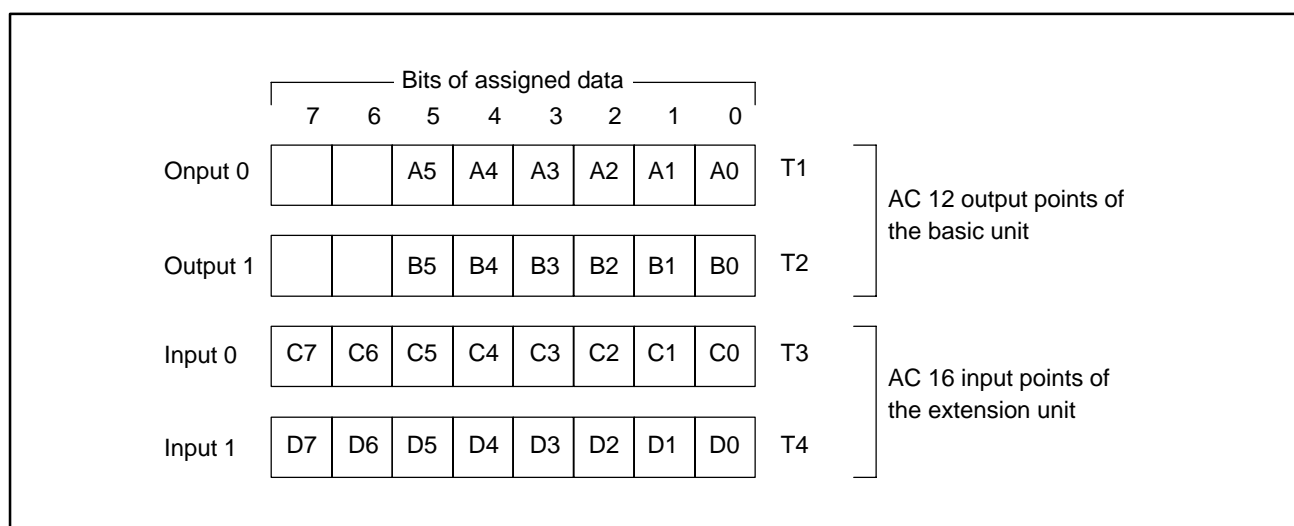 Bits of assigned data
7 6 5 4 3 2 1 0
Onput 0 A5 A4 A3 A2 A1 A0 T1
AC 12 output points of
the basic unit
Output 1 B5 B4 B3 B2 B1 B0 T2
Input 0 C7 C6 C5 C4 C3 C2 C1 C0 T3
AC 16 input points of
the extension unit
Input 1 D7 D6 D5 D4 D3 D2 D1 D0 T4